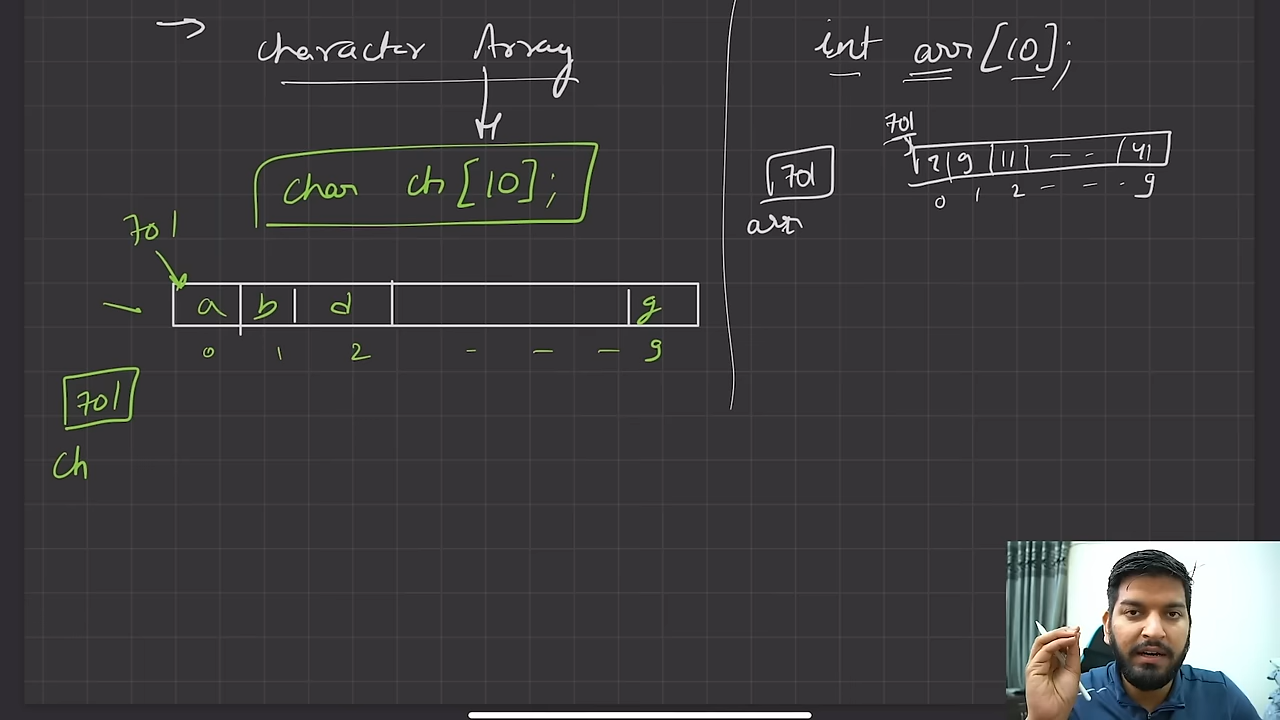 → character Array
char ch[10];
701
a b d g
0 1 2 - - - 9
701
ch
int arr[10];
701
701
2 9 11 - - 41
0 1 2 - - - 9
arr